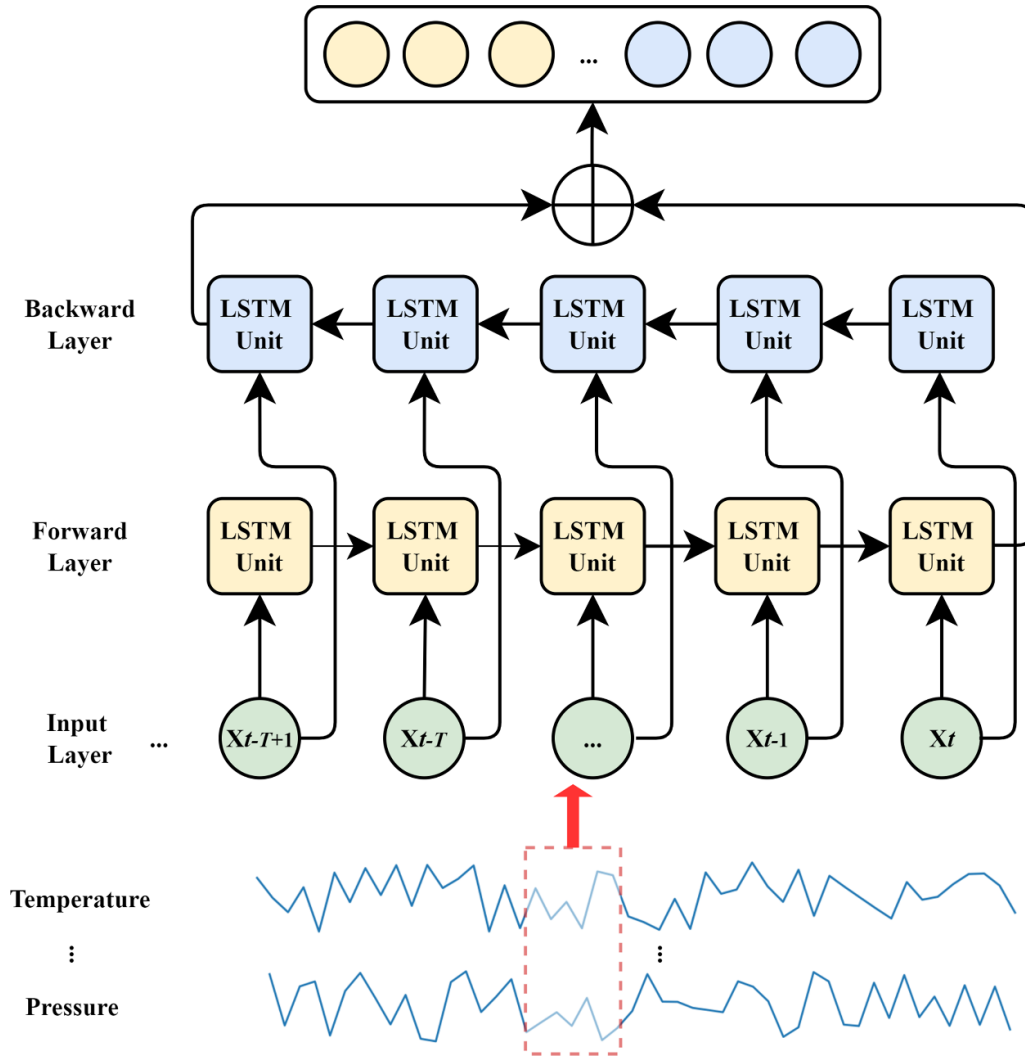 ...
Backward
Layer
LSTM
Unit
LSTM
Unit
LSTM
Unit
LSTM
Unit
LSTM
Unit
Forward
Layer
LSTM
Unit
LSTM
Unit
LSTM
Unit
LSTM
Unit
LSTM
Unit
Input
Layer
...
Xt-T+1
Xt-T
...
Xt-1
Xt
Temperature
...
...
Pressure